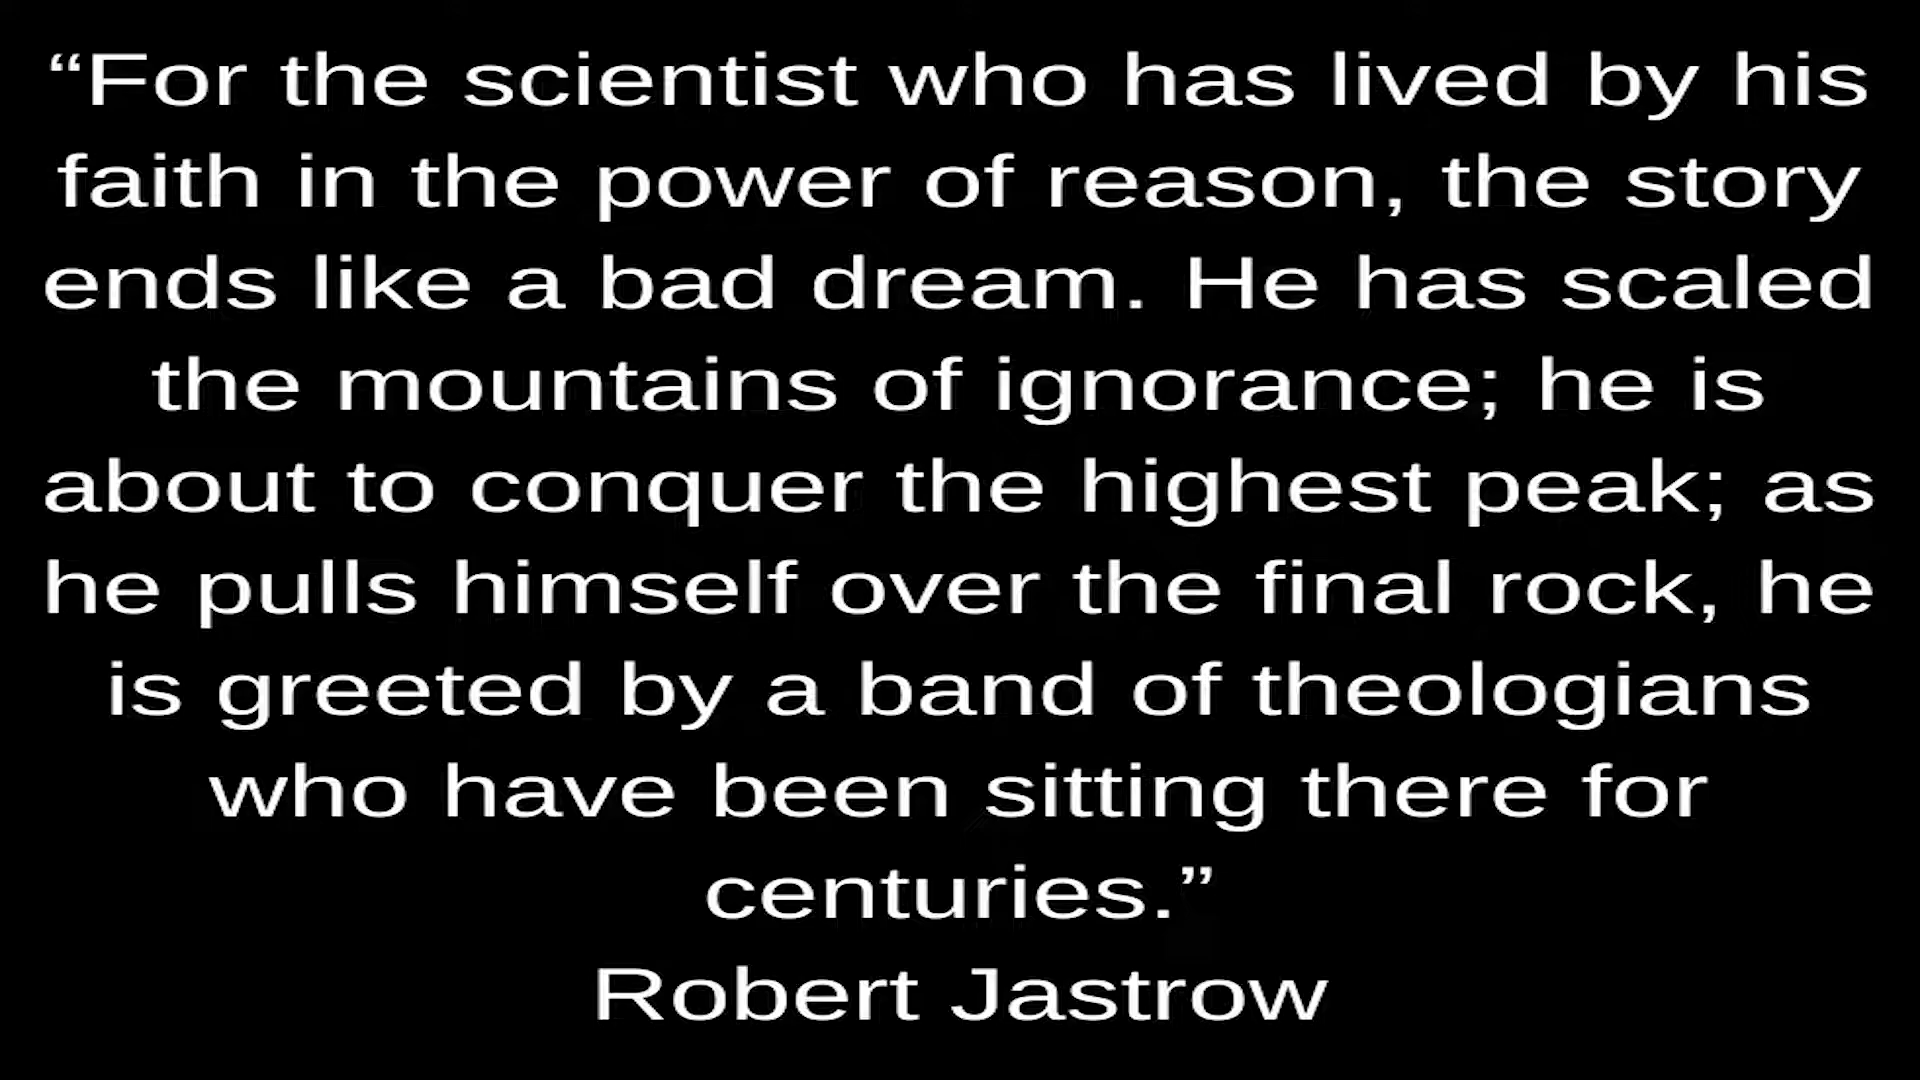 “For the scientist who has lived by his
faith in the power of reason, the story
ends like a bad dream. He has scaled
the mountains of ignorance; he is
about to conquer the highest peak; as
he pulls himself over the final rock, he
is greeted by a band of theologians
who have been sitting there for
centuries.”
Robert Jastrow